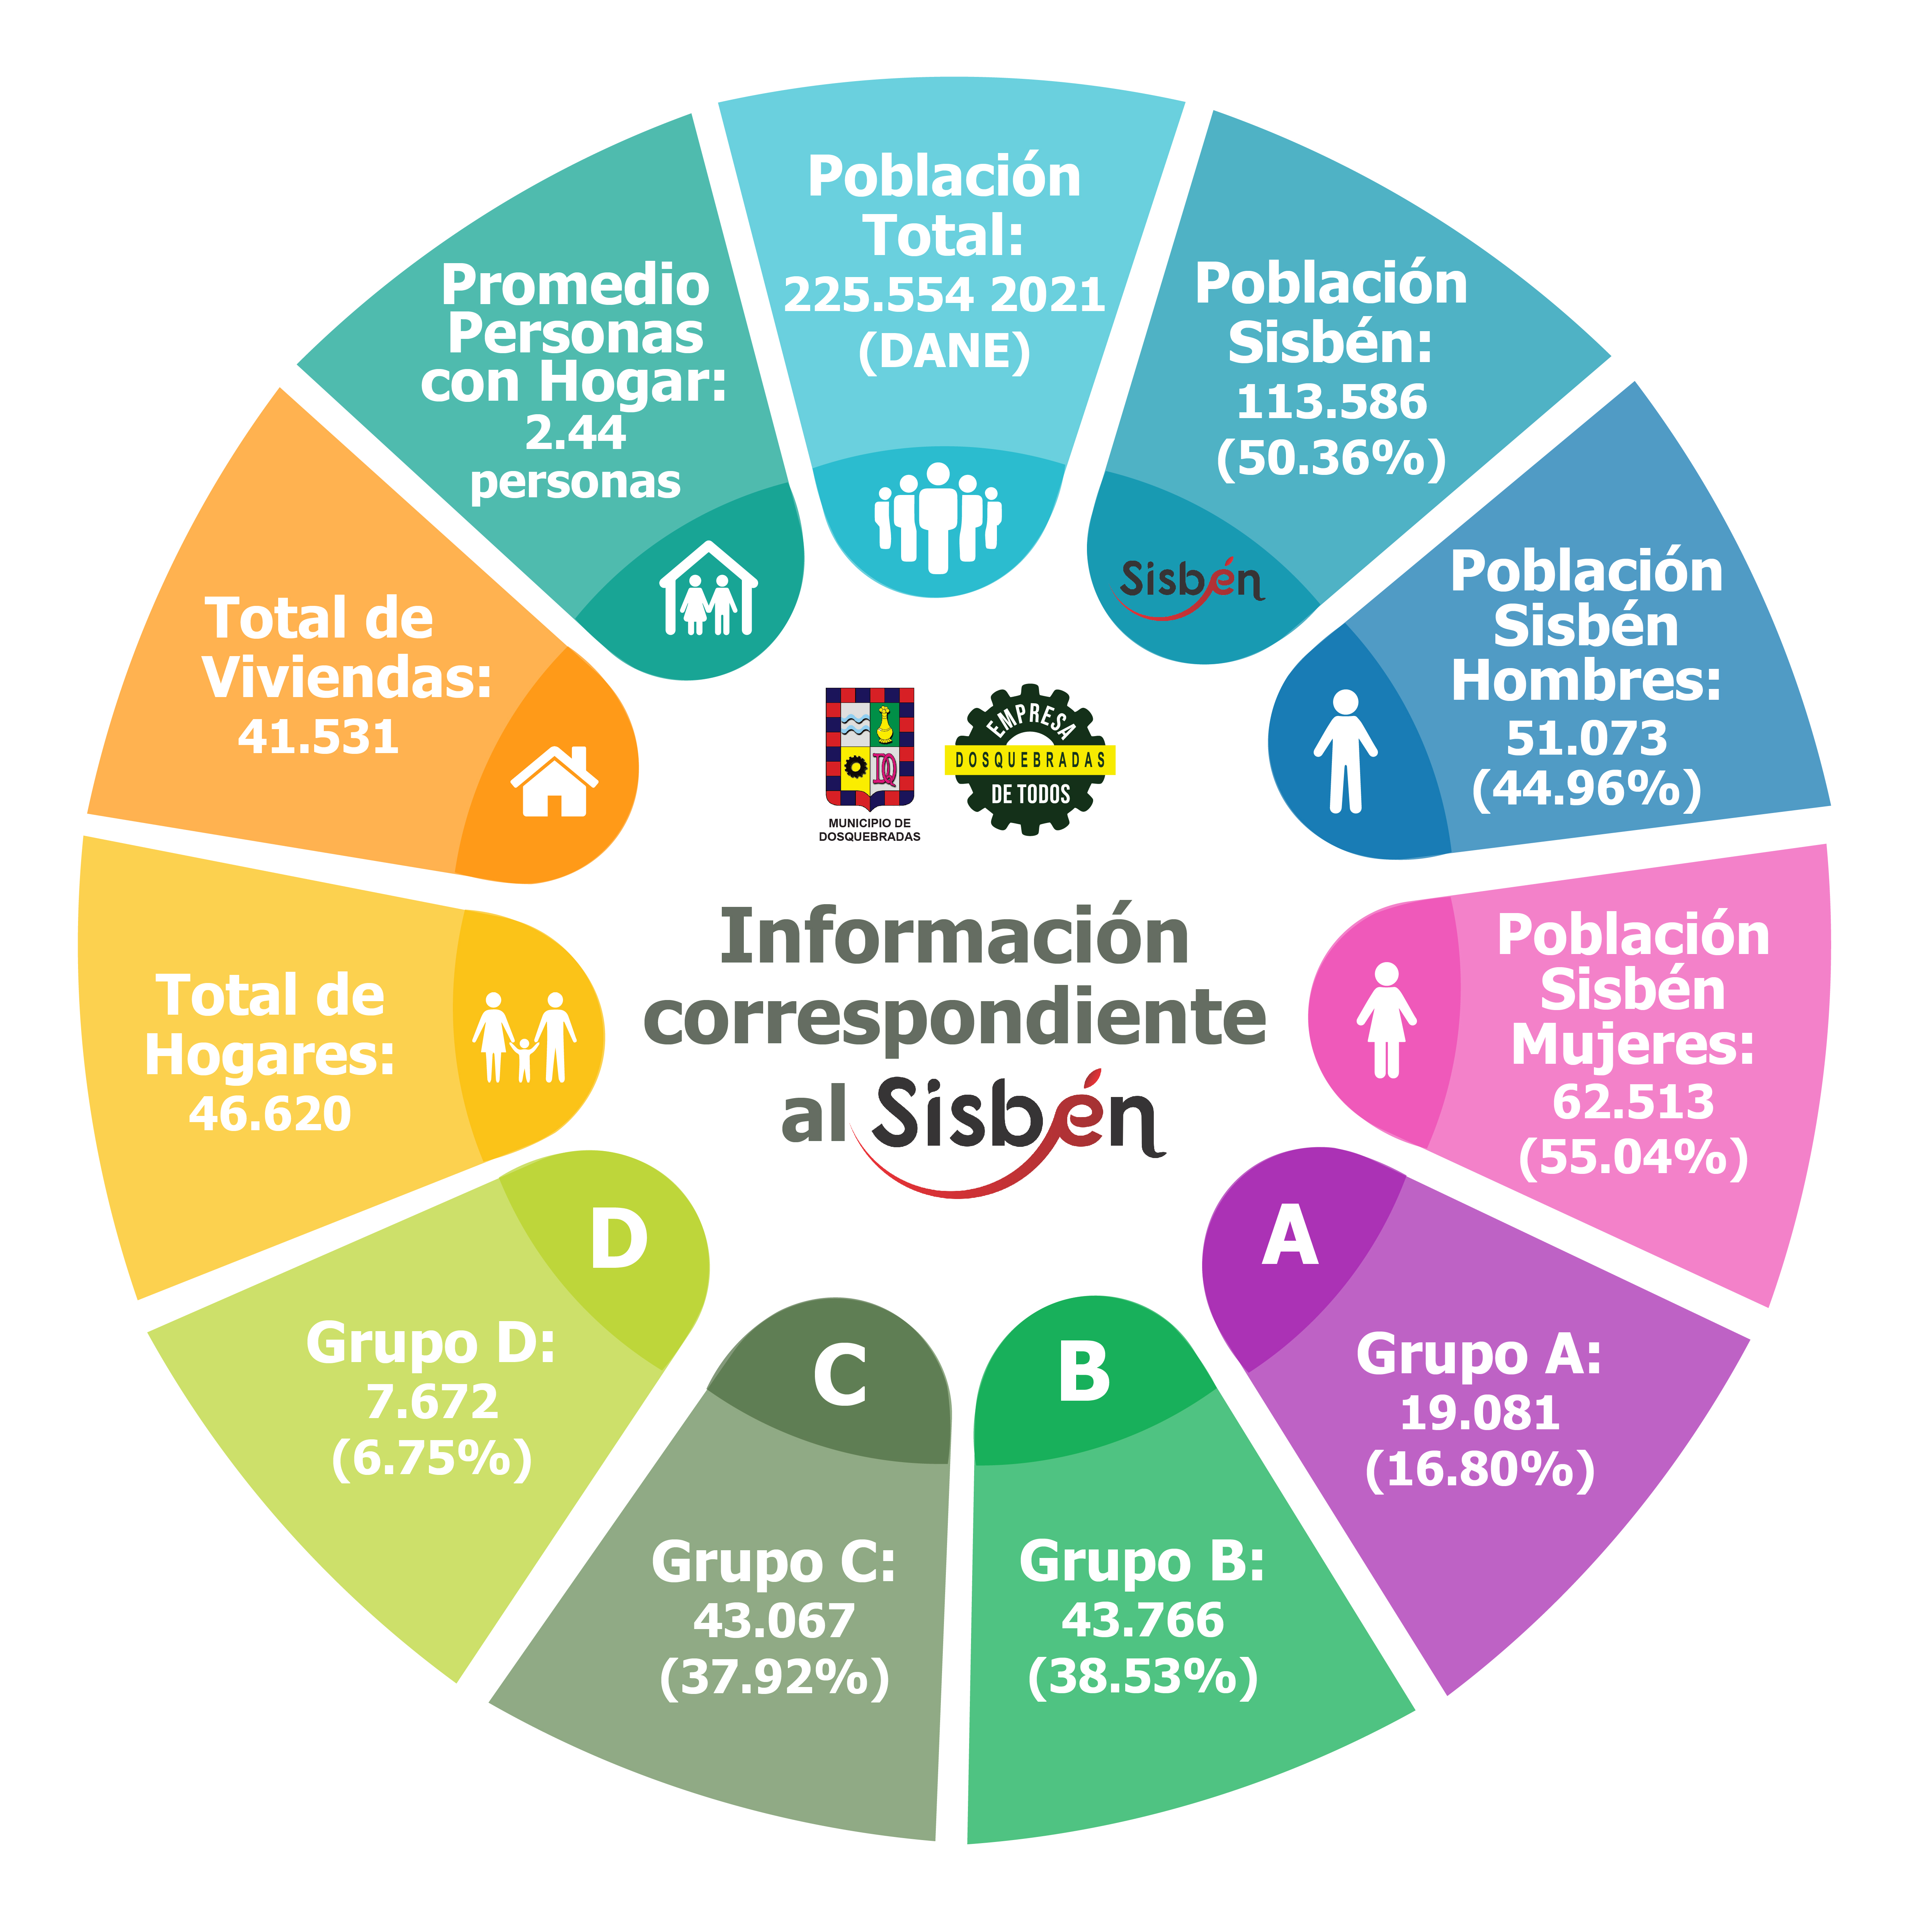 Población
Total:
225.554 2021
(DANE)
Población
Sisbén:
113.586
(50.36%)
Sisbén
Población
Sisbén
Hombres:
51.073
(44.96%)
Población
Sisbén
Mujeres:
62.513
(55.04%)
A
Grupo A:
19.081
(16.80%)
B
Grupo B:
43.766
(38.53%)
C
Grupo C:
43.067
(37.92%)
D
Grupo D:
7.672
(6.75%)
Total de
Hogares:
46.620
Total de
Viviendas:
41.531
Promedio
Personas
con Hogar:
2.44
personas
DQ
MUNICIPIO DE
DOSQUEBRADAS
EMPRESA
DOSQUEBRADAS
DE TODOS
Información
correspondiente
al Sisbén